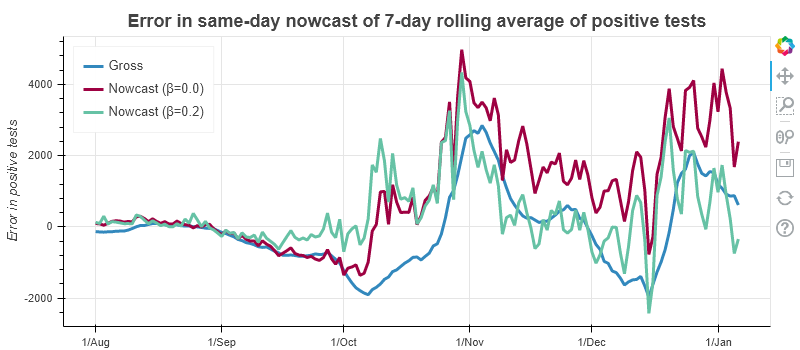 Error in same-day nowcast of 7-day rolling average of positive tests
Gross
Nowcast (β=0.0)
Nowcast (β=0.2)
Error in positive tests
4000
2000
0
-2000
1/Aug
1/Sep
1/Oct
1/Nov
1/Dec
1/Jan